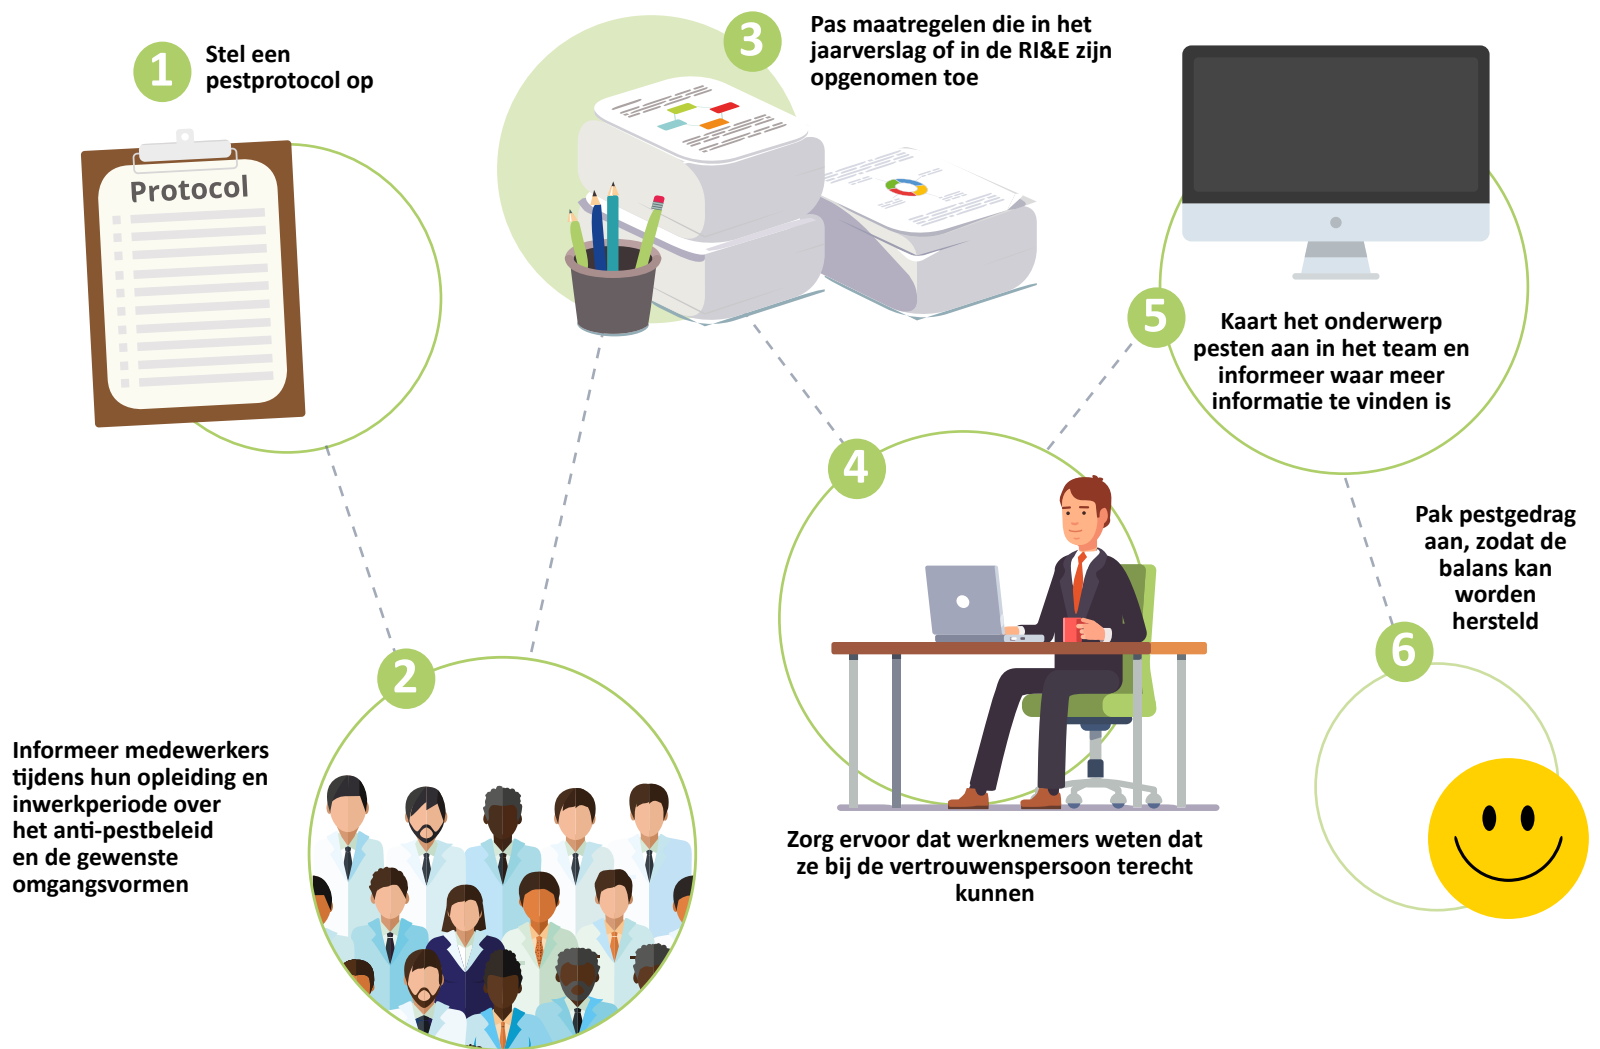 1
Stel een
pestprotocol op
Protocol
2
Informeer medewerkers
tijdens hun opleiding en
inwerkperiode over
het anti-pestbeleid
en de gewenste
omgangsvormen
3
Pas maatregelen die in het
jaarverslag of in de RI&E zijn
opgenomen toe
4
Zorg ervoor dat werknemers weten dat
ze bij de vertrouwenspersoon terecht
kunnen
5
Kaart het onderwerp
pesten aan in het team en
informeer waar meer
informatie te vinden is
6
Pak pestgedrag
aan, zodat de
balans kan
worden
hersteld